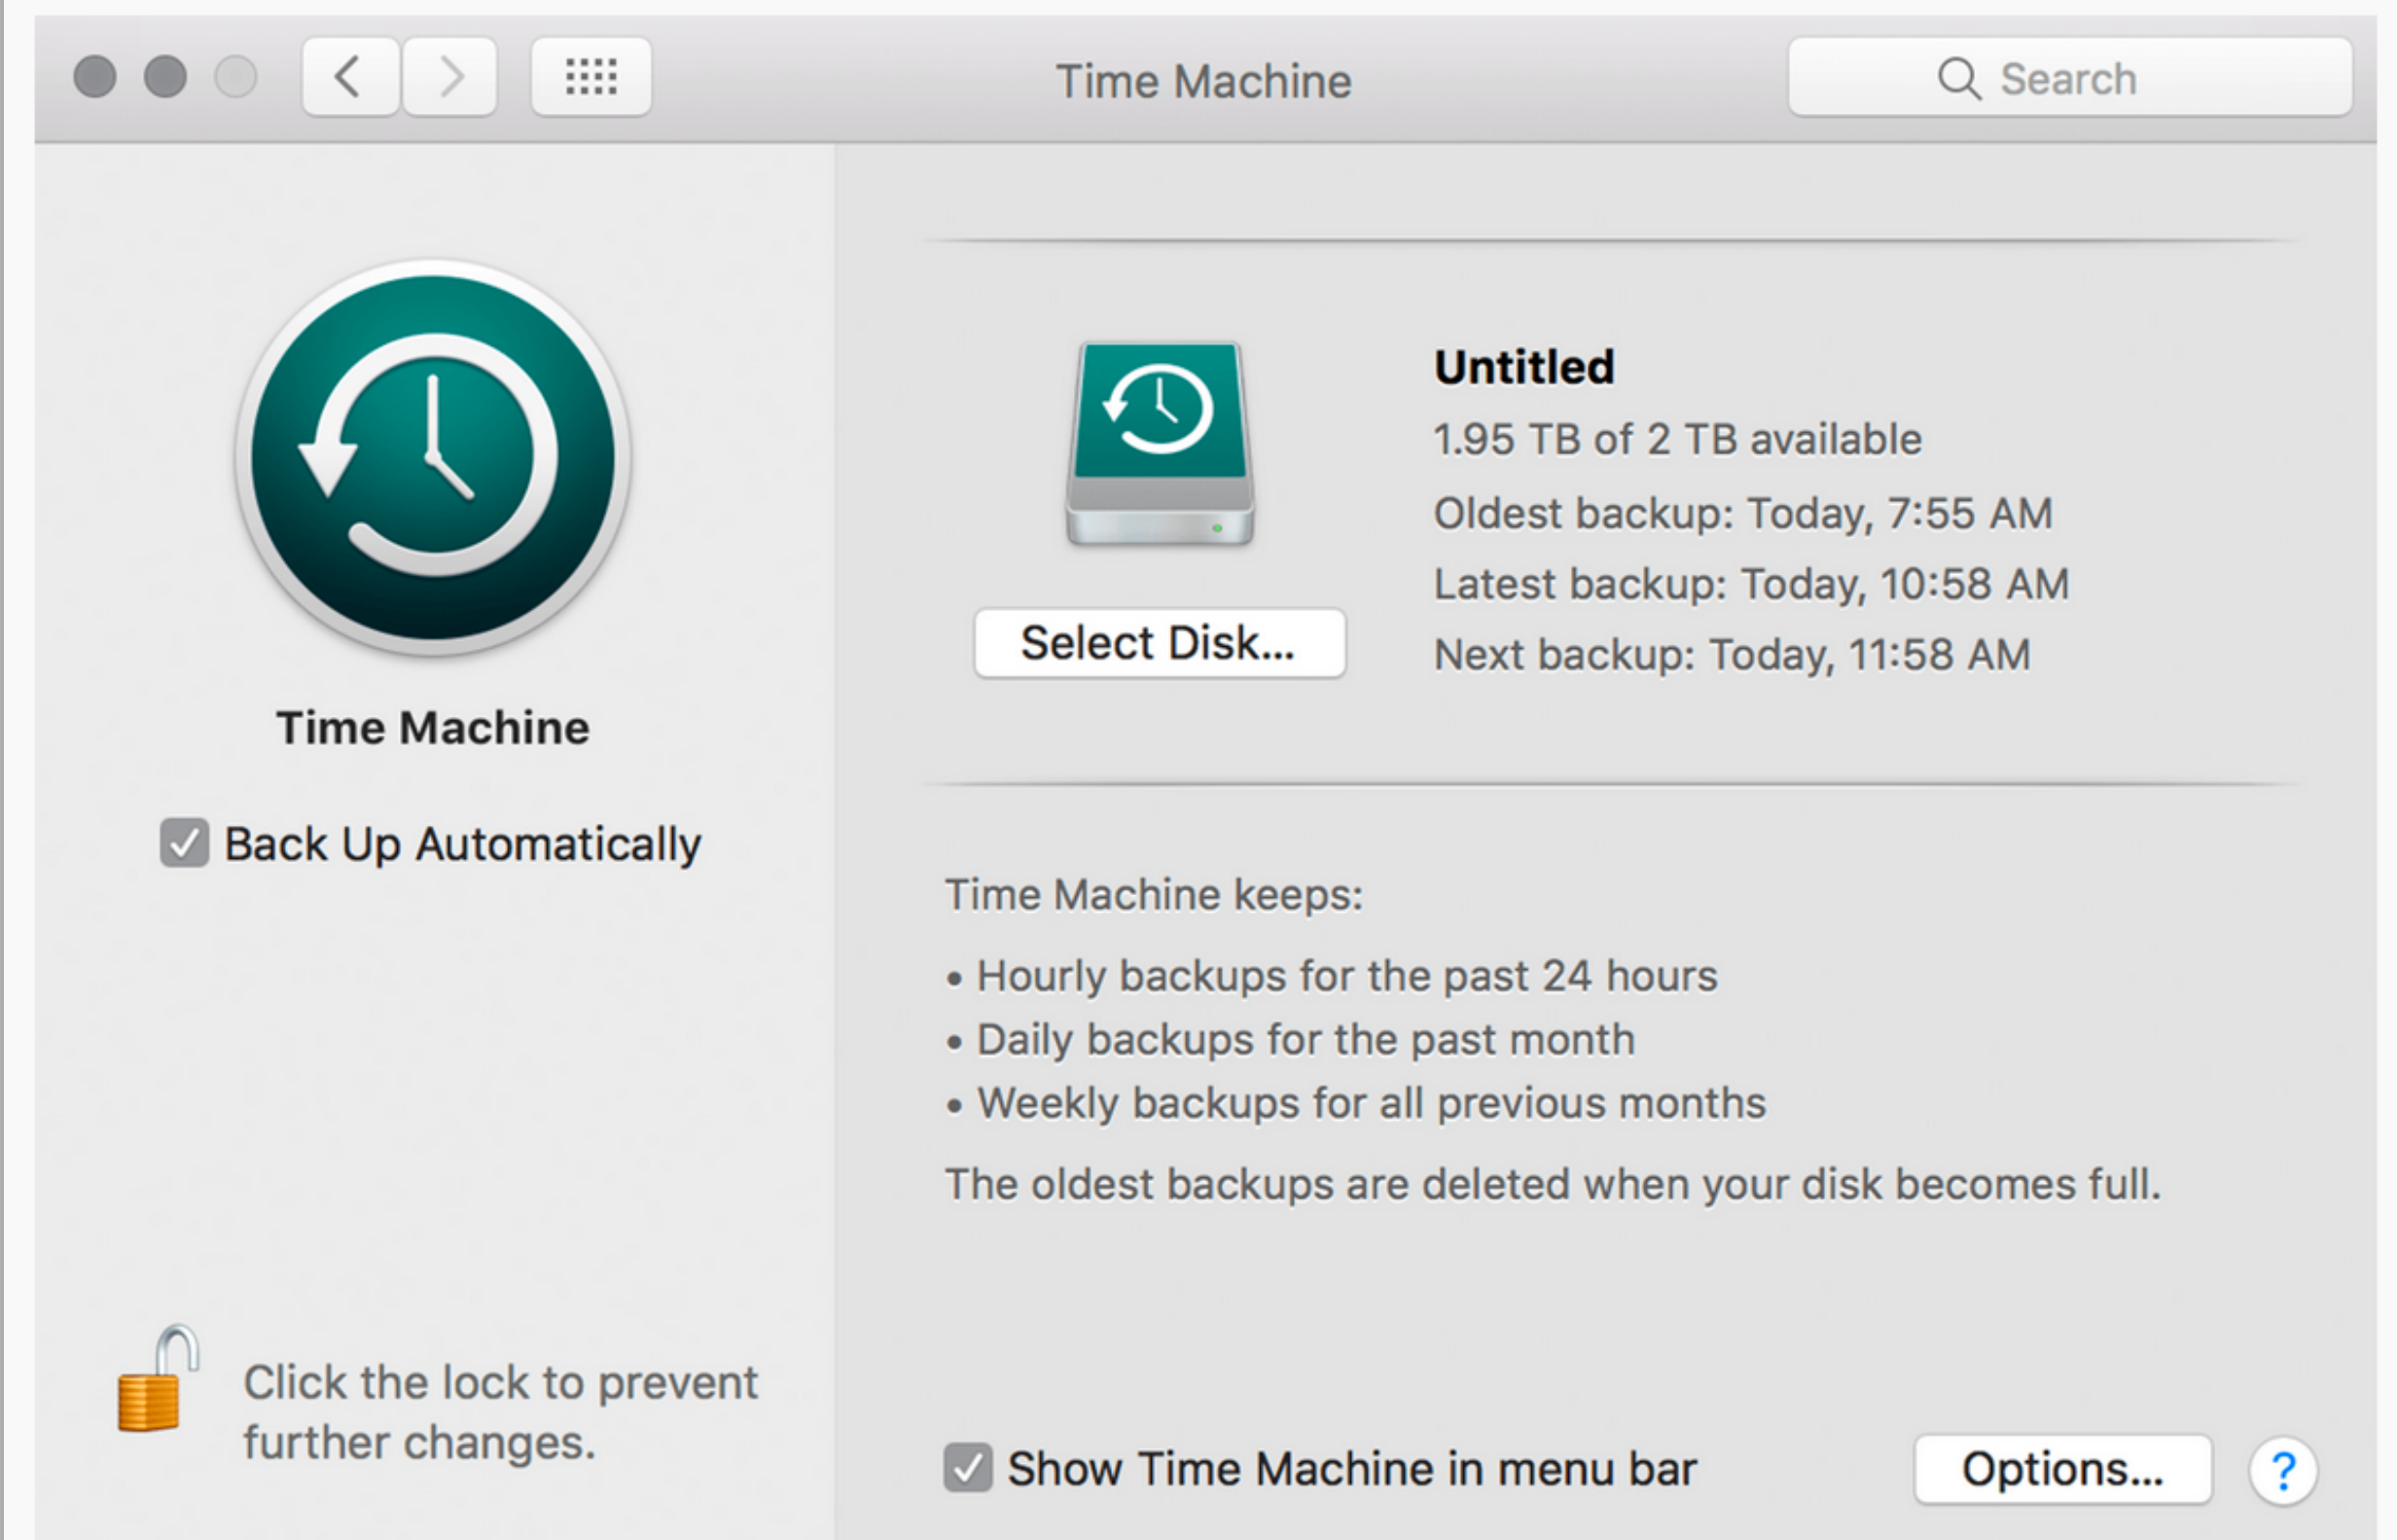 Time Machine
Search
Untitled
1.95 TB of 2 TB available
Oldest backup: Today, 7:55 AM
Latest backup: Today, 10:58 AM
Next backup: Today, 11:58 AM
Select Disk...
Time Machine
Back Up Automatically
Time Machine keeps:
• Hourly backups for the past 24 hours
• Daily backups for the past month
• Weekly backups for all previous months
The oldest backups are deleted when your disk becomes full.
Click the lock to prevent
further changes.
Show Time Machine in menu bar
Options...
?